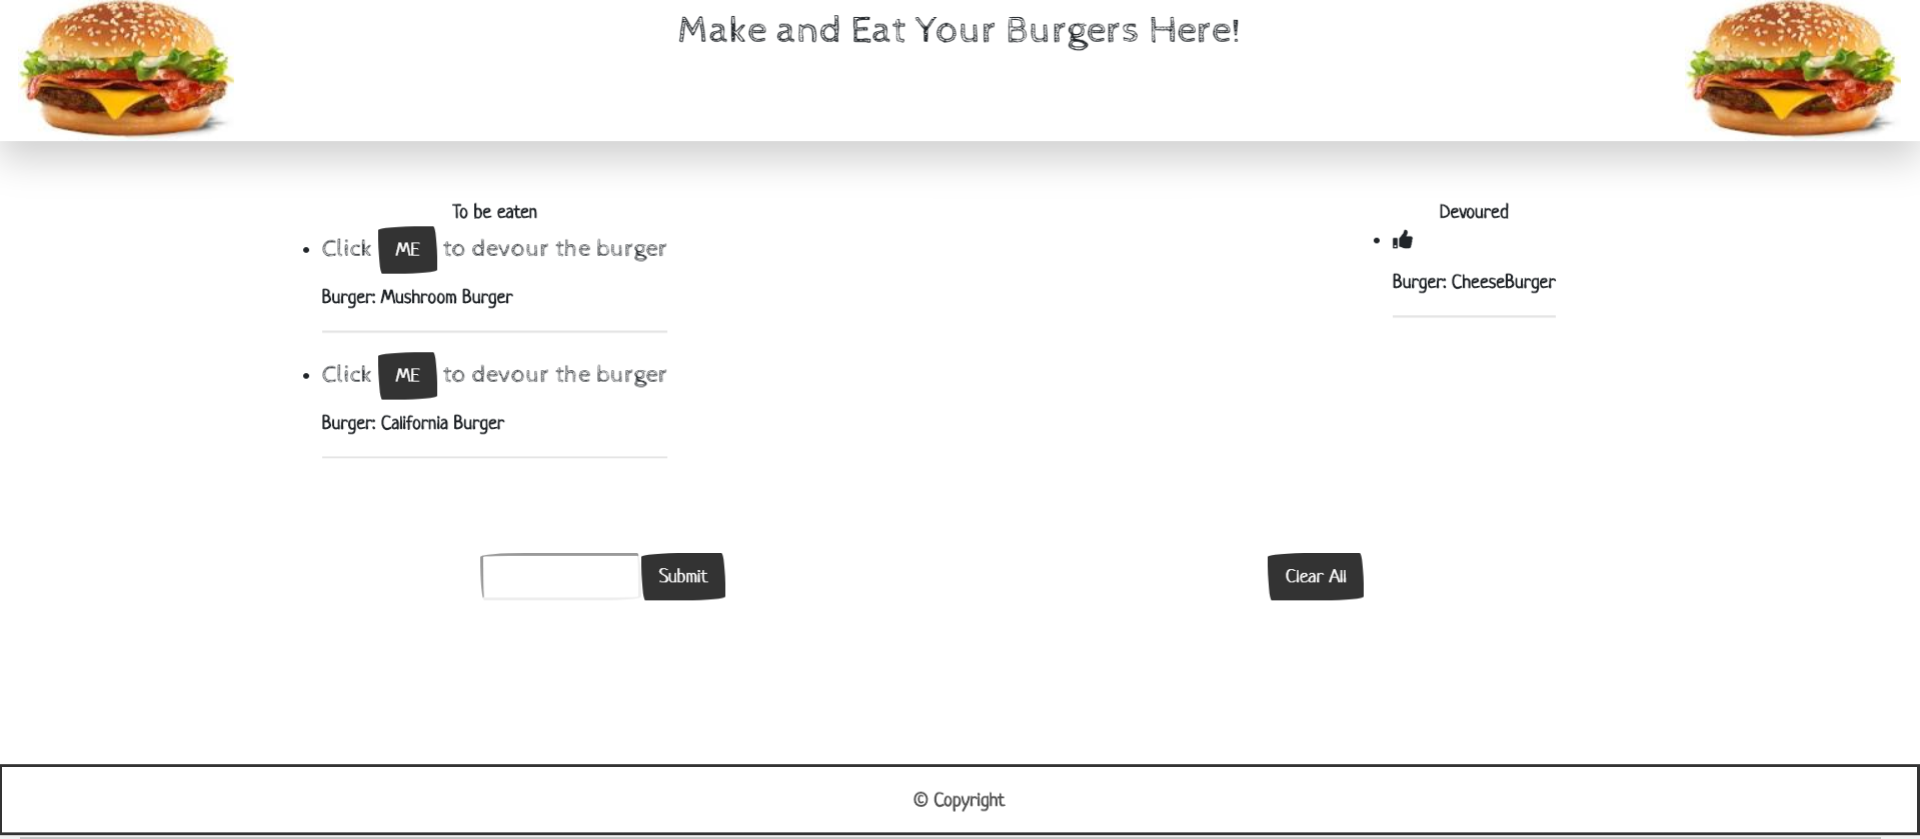 Make and Eat Your Burgers Here!
To be eaten
Click ME to devour the burger
Burger: Mushroom Burger
Click ME to devour the burger
Burger: California Burger
Devoured
Burger: CheeseBurger
Submit
Clear All
© Copyright